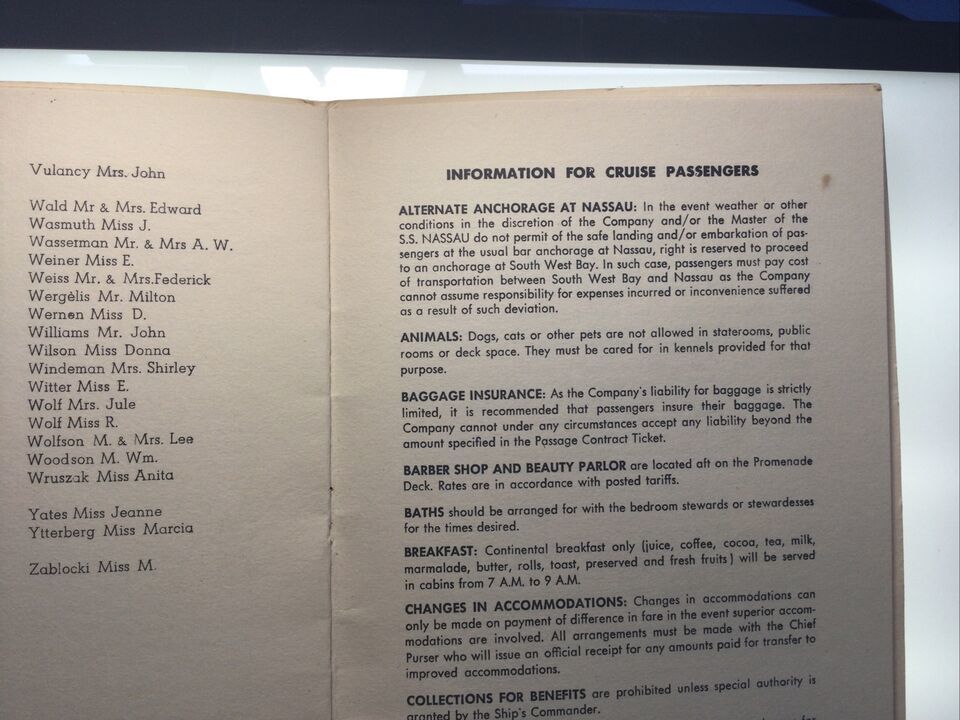 Vulancy Mrs. John
Wald Mr & Mrs. Edward
Wasmuth Miss J.
Wasserman Mr. & Mrs A. W.
Weiner Miss E.
Weiss Mr. & Mrs.Federick
Wergèlis Mr. Milton
Wernen Miss D.
Williams Mr. John
Wilson Miss Donna
Windeman Mrs. Shirley
Witter Miss E.
Wolf Mrs. Jule
Wolf Miss R.
Wolfson M. & Mrs. Lee
Woodson M. Wm.
Wruszak Miss Anita
Yates Miss Jeanne
Ytterberg Miss Marcia
Zablocki Miss M.
INFORMATION FOR CRUISE PASSENGERS
ALTERNATE ANCHORAGE AT NASSAU: In the event weather or other
conditions in the discretion of the Company and/or the Master of the
S.S. NASSAU do not permit of the safe landing and/or embarkation of pas-
sengers at the usual bar anchorage at Nassau, right is reserved to proceed
to an anchorage at South West Bay. In such case, passengers must pay cost
of transportation between South West Bay and Nassau as the Company
cannot assume responsibility for expenses incurred or inconvenience suffered
as a result of such deviation.
ANIMALS: Dogs, cats or other pets are not allowed in staterooms, public
rooms or deck space. They must be cared for in kennels provided for that
purpose.
BAGGAGE INSURANCE: As the Company's liability for baggage is strictly
limited, it is recommended that passengers insure their baggage. The
Company cannot under any circumstances accept any liability beyond the
amount specified in the Passage Contract Ticket.
BARBER SHOP AND BEAUTY PARLOR are located aft on the Promenade
Deck. Rates are in accordance with posted tariffs.
BATHS should be arranged for with the bedroom stewards or stewardesses
for the times desired.
BREAKFAST: Continental breakfast only (juice, coffee, cocoa, tea, milk,
marmalade, butter, rolls, toast, preserved and fresh fruits) will be served
in cabins from 7 A.M. to 9 A.M.
CHANGES IN ACCOMMODATIONS: Changes in accommodations can
only be made on payment of difference in fare in the event superior accom-
modations are involved. All arrangements must be made with the Chief
Purser who will issue an official receipt for any amounts paid for transfer to
improved accommodations.
COLLECTIONS FOR BENEFITS are prohibited unless special authority is
granted by the Ship's Commander.